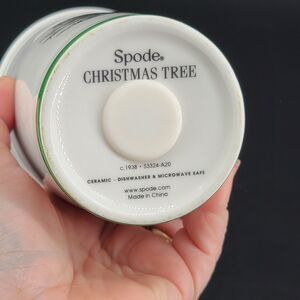 Spode®
CHRISTMAS TREE
c.1938 • S3324-A20
CERAMIC - DISHWASHER & MICROWAVE SAFE
www.spode.com
Made in China